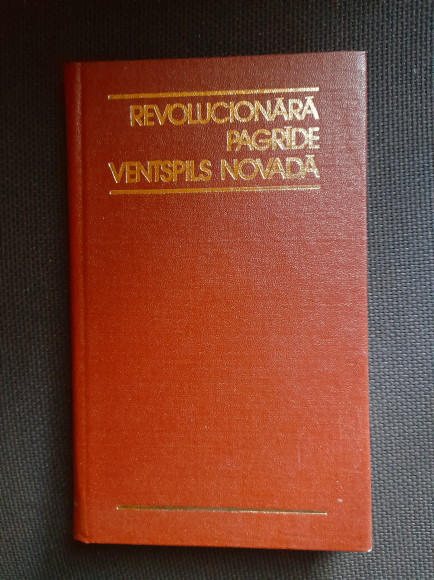 REVOLUCIONĀRĀ
PAGRĪDE
VENTSPILS NOVADĀ